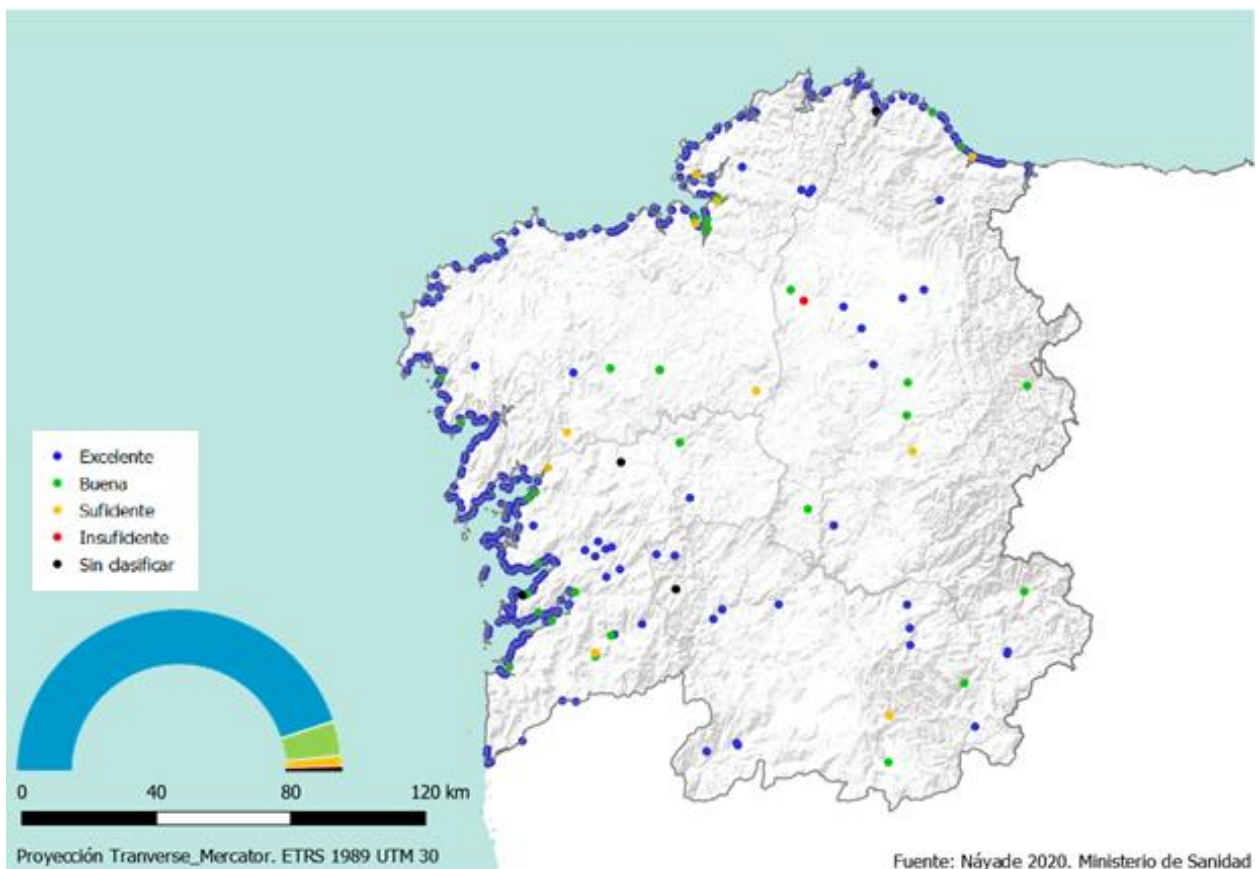 Excelente
Buena
Suficiente
Insuficiente
Sin clasificar
0 40 80 120 km
Proyección Tranverse_Mercator. ETRS 1989 UTM 30
Fuente: Náyade 2020. Ministerio de Sanidad